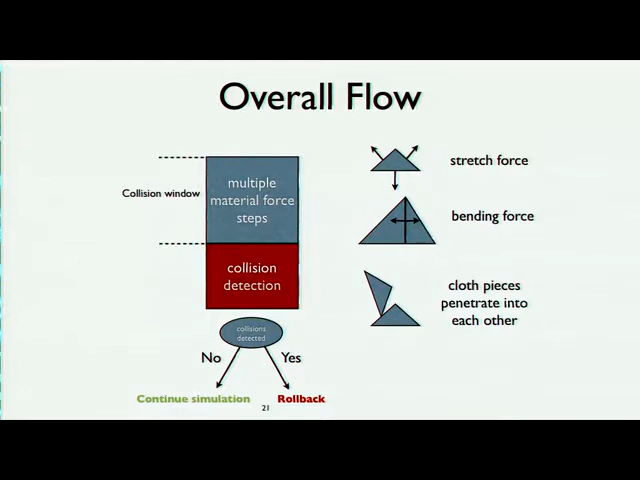 Overall Flow
Collision window
multiple
material force
steps
collision
detection
collisions
detected
No
Yes
Continue simulation
Rollback
stretch force
bending force
cloth pieces
penetrate into
each other
21